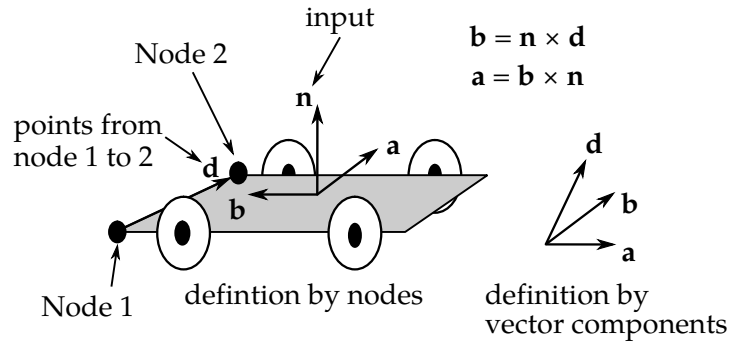 input
b = n × d
a = b × n
Node 2
n
points from
node 1 to 2
d
a
b
d
b
a
Node 1
defintion by nodes
definition by
vector components